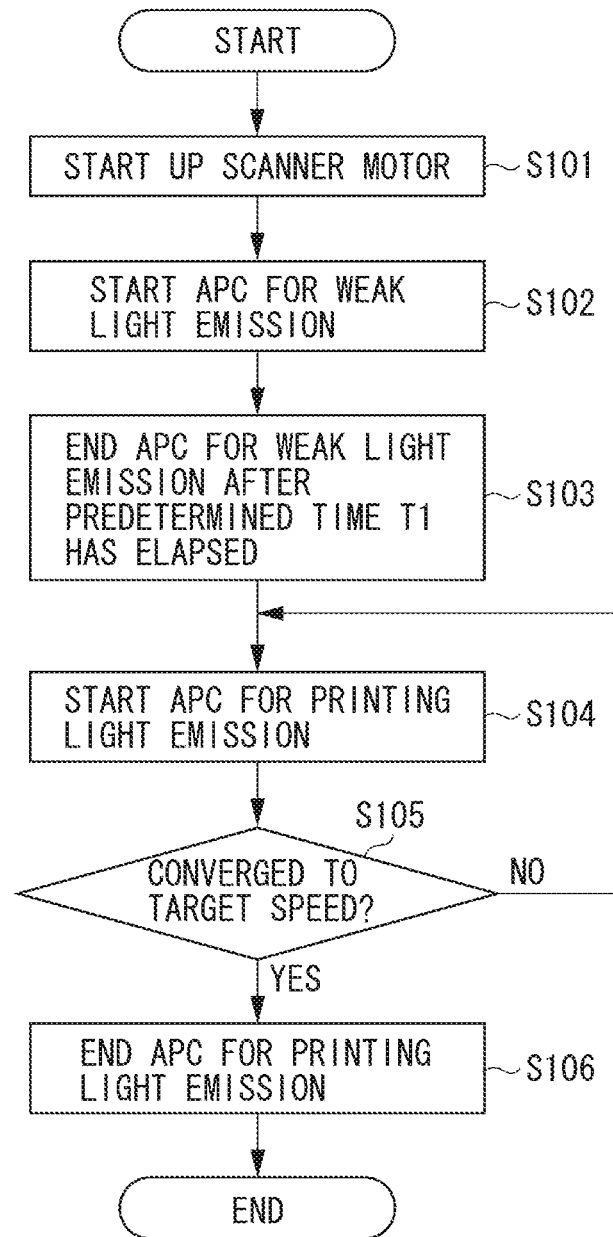 START
START UP SCANNER MOTOR
S101
START APC FOR WEAK
LIGHT EMISSION
S102
END APC FOR WEAK LIGHT
EMISSION AFTER
PREDETERMINED TIME T1
HAS ELAPSED
S103
START APC FOR PRINTING
LIGHT EMISSION
S104
S105
CONVERGED TO
TARGET SPEED?
NO
YES
END APC FOR PRINTING
LIGHT EMISSION
S106
END